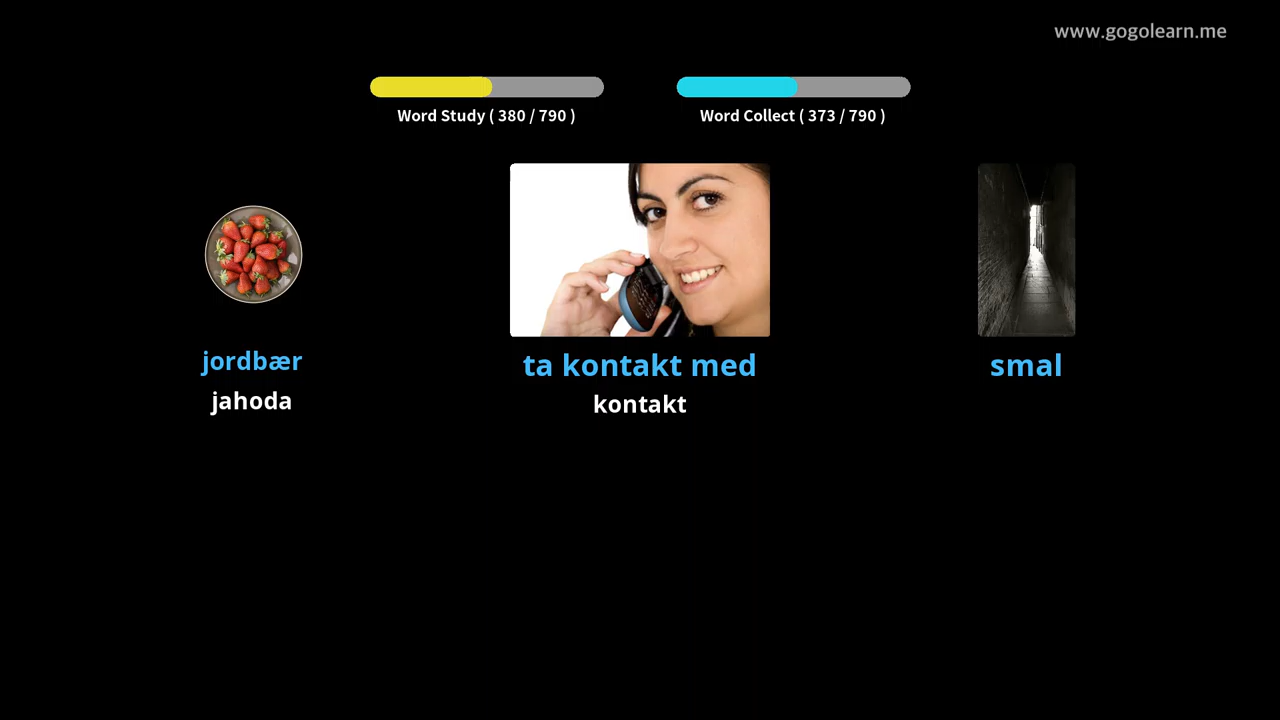 www.gogolearn.me
Word Study ( 380 / 790 )
Word Collect ( 373 / 790 )
jordbær
jahoda
ta kontakt med
kontakt
smal